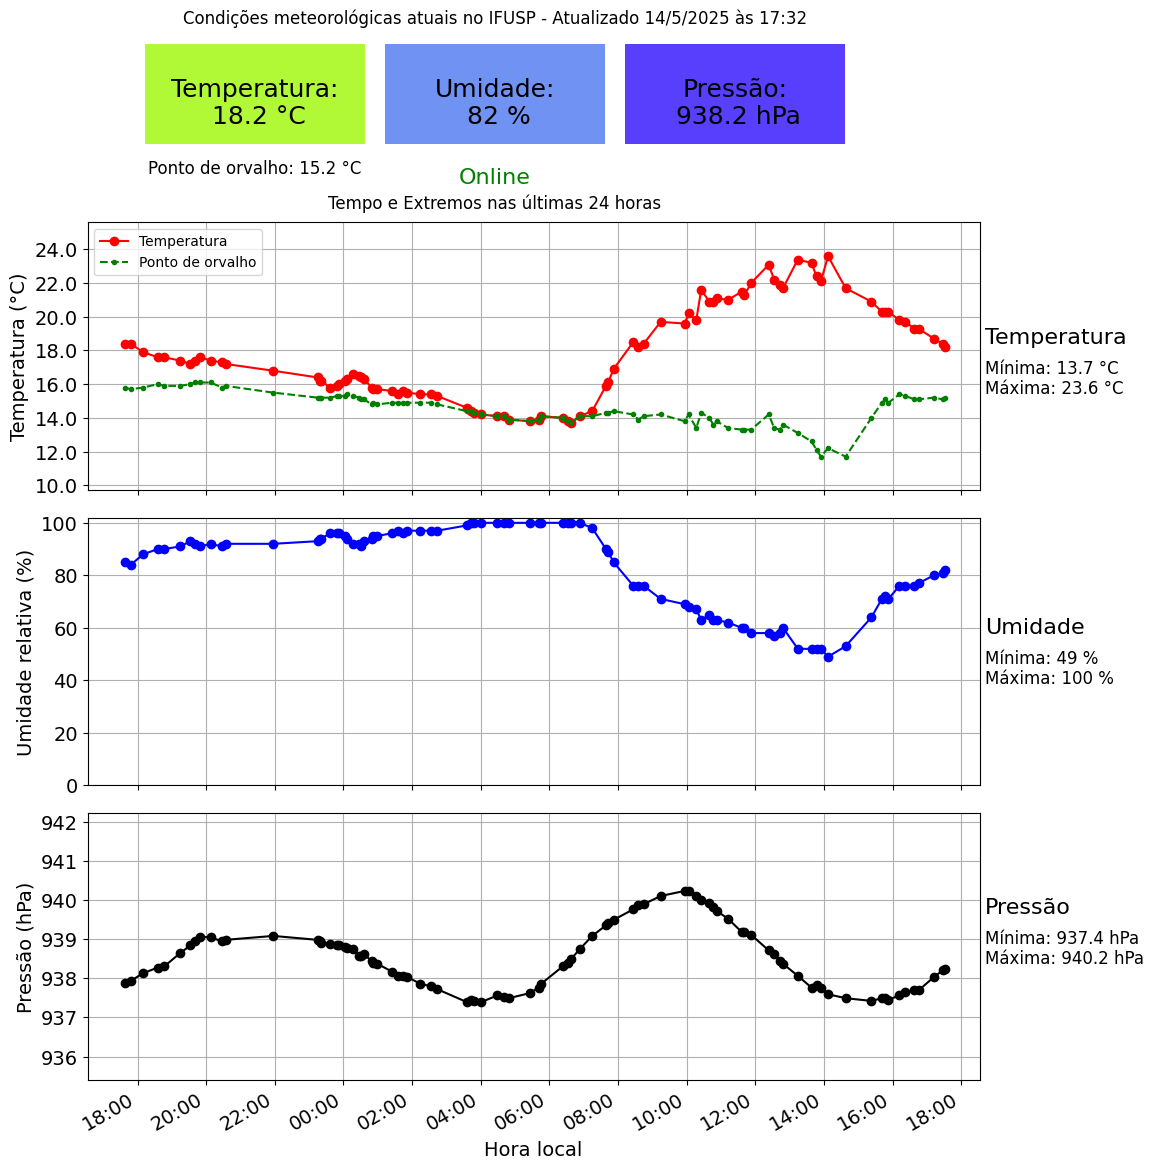 Condições meteorológicas atuais no IFUSP - Atualizado 14/5/2025 às 17:32
Temperatura:
18.2 °C
Umidade:
82 %
Pressão:
938.2 hPa
Ponto de orvalho: 15.2 °C
Online
Tempo e Extremos nas últimas 24 horas
Temperatura
Ponto de orvalho
Temperatura (°C)
24.0
22.0
20.0
18.0
16.0
14.0
12.0
10.0
Temperatura
Mínima: 13.7 °C
Máxima: 23.6 °C
Umidade relativa (%)
100
80
60
40
20
0
Umidade
Mínima: 49 %
Máxima: 100 %
Pressão (hPa)
942
941
940
939
938
937
936
Pressão
Mínima: 937.4 hPa
Máxima: 940.2 hPa
18:00 20:00 22:00 00:00 02:00 04:00 06:00 08:00 10:00 12:00 14:00 16:00 18:00
Hora local